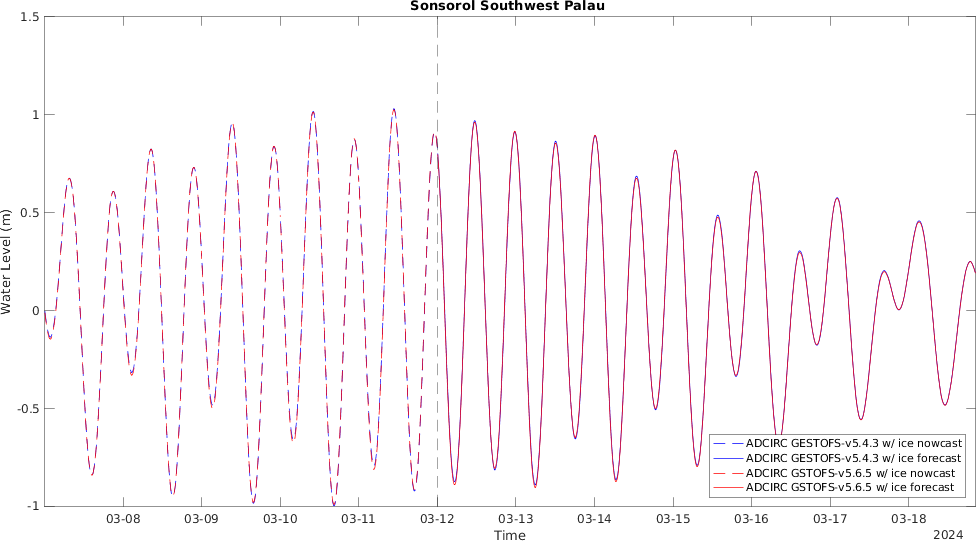 Sonsorol Southwest Palau
1.5
1
0.5
0
-0.5
-1
Water Level (m)
ADCIRC GESTOFS-v5.4.3 w/ ice nowcast
ADCIRC GESTOFS-v5.4.3 w/ ice forecast
ADCIRC GSTOFS-v5.6.5 w/ ice nowcast
ADCIRC GSTOFS-v5.6.5 w/ ice forecast
03-08 03-09 03-10 03-11 03-12 03-13 03-14 03-15 03-16 03-17 03-18
Time
2024